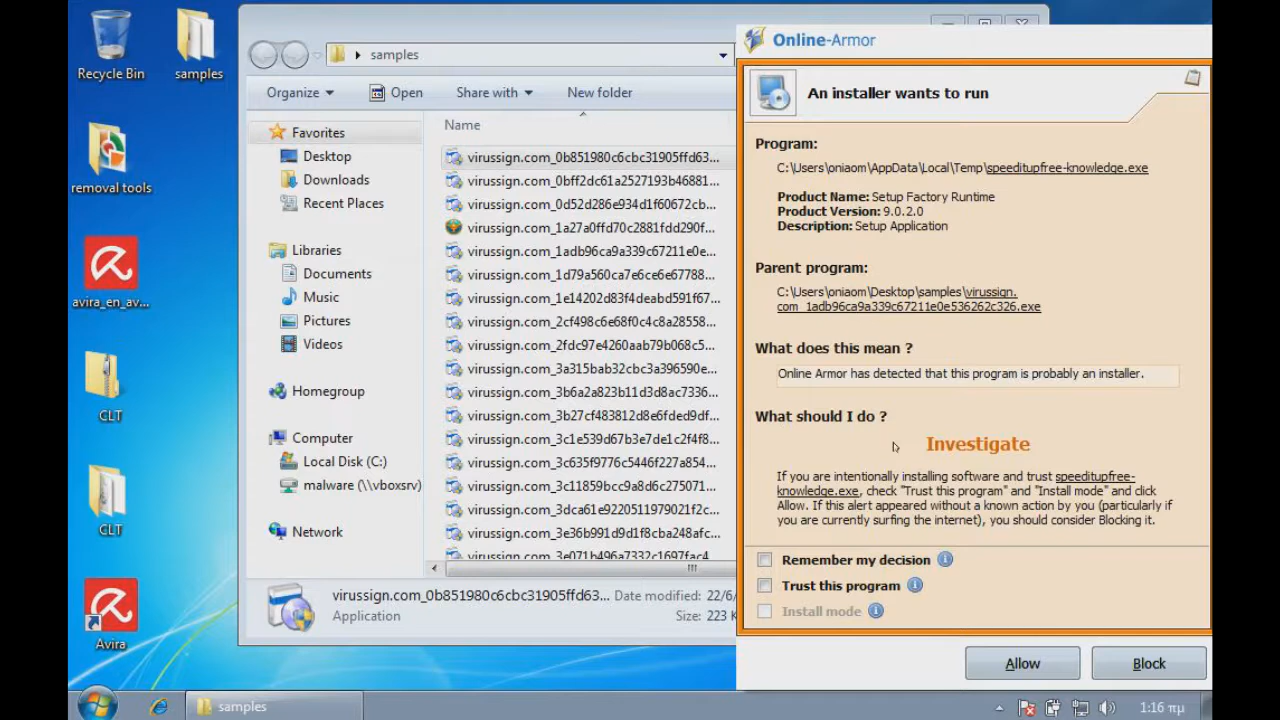 Recycle Bin
samples
removal tools
avira_en_av...
CLT
CLT
Avira
samples
Organize
Open
Share with
New folder
Name
Favorites
Desktop
Downloads
Recent Places
Libraries
Documents
Music
Pictures
Videos
Homegroup
Computer
Local Disk (C:)
malware (\\vboxsrv)
Network
virussign.com_0b851980c6cbc31905ffd63...
virussign.com_0bff2dc61a2527193b46881...
virussign.com_0d52d286e934d1f60672cb...
virussign.com_1a27a0ffd70c2881fdd290f...
virussign.com_1adb96ca9a339c67211e0e...
virussign.com_1d79a560ca7e6ce6e67788...
virussign.com_1e14202d83f4deabd591f67...
virussign.com_2cf498c6e68f0c4c8a28558...
virussign.com_2fdc97e4260aab79b068c5...
virussign.com_3a315bab32cbc3a396590e...
virussign.com_3b6a2a823b11d3d8ac7336...
virussign.com_3b27cf483812d8e6fded9df...
virussign.com_3c1e539d67b3e7de1c2f4f8...
virussign.com_3c635f9776c5446f227a854...
virussign.com_3c11859bcc9a8d6c275071...
virussign.com_3dca61e9220511979021f2c...
virussign.com_3e36b991d9d1f8cba248afc...
virussign.com_3e071b496a7332c1697fac4...
virussign.com_0b851980c6cbc31905ffd63...
Date modified: 22/6/
Application
Size: 223 K
Online-Armor
An installer wants to run
Program:
C:\Users\oniaom\AppData\Local\Temp\speeditupfree-knowledge.exe
Product Name: Setup Factory Runtime
Product Version: 9.0.2.0
Description: Setup Application
Parent program:
C:\Users\oniaom\Desktop\samples\virussign.
com_1adb96ca9a339c67211e0e536262c326.exe
What does this mean ?
Online Armor has detected that this program is probably an installer.
What should I do ?
Investigate
If you are intentionally installing software and trust speeditupfree-
knowledge.exe, check "Trust this program" and "Install mode" and click
Allow. If this alert appeared without a known action by you (particularly if
you are currently surfing the internet), you should consider Blocking it.
Remember my decision
Trust this program
Install mode
Allow
Block
samples
1:16 πμ